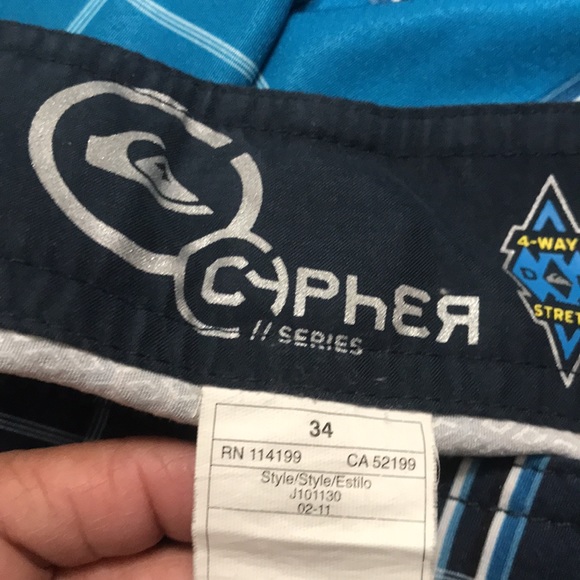 CYPHER
// SERIES
4-WAY
D
STRET
34
RN 114199 CA 52199
Style/Style/Estilo
J101130
02-11